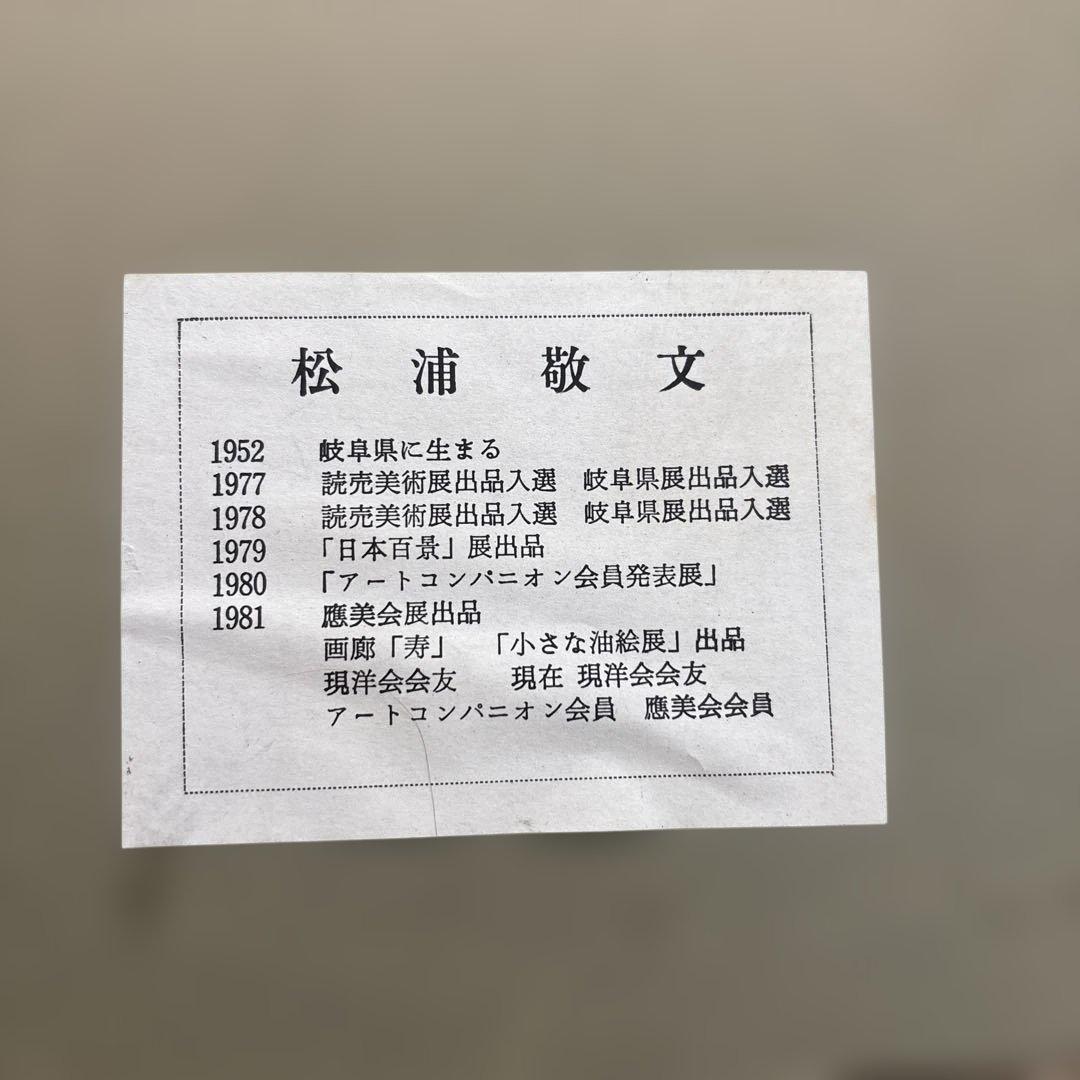 松浦敬文
1952 岐阜県に生まる
1977 読売美術展出品入選 岐阜県展出品入選
1978 読売美術展出品入選 岐阜県展出品入選
1979 「日本百景」展出品
1980 「アートコンパニオン会員発表展」
1981 應美会展出品
画廊「寿」 「小さな油絵展」出品
現洋会会友 現在 現洋会会友
アートコンパニオン会員 應美会会員